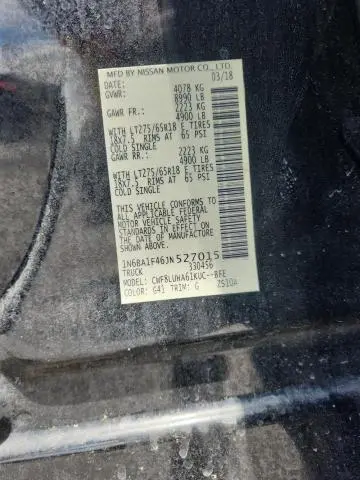 MFD BY NISSAN MOTOR CO., LTD.
DATE: 03/18
GVWR: 4078 KG
8990 LB
GAWR FR.: 2223 KG
4900 LB
WITH LT275/65R18 E TIRES
18X7.5 RIMS AT 65 PSI
COLD SINGLE
GAWR RR.: 2223 KG
4900 LB
WITH LT275/65R18 E TIRES
18X7.5 RIMS AT 65 PSI
COLD SINGLE
THIS VEHICLE CONFORMS TO
ALL APPLICABLE FEDERAL
MOTOR VEHICLE SAFETY
STANDARDS IN EFFECT ON
THE DATE OF MANUFACTURE
SHOWN ABOVE
1N6BA1F46JN527015
TRUCK 330456
MODEL: CWF8LUHA61KUC--BFE
COLOR: G41 TRIM: G ZS10A